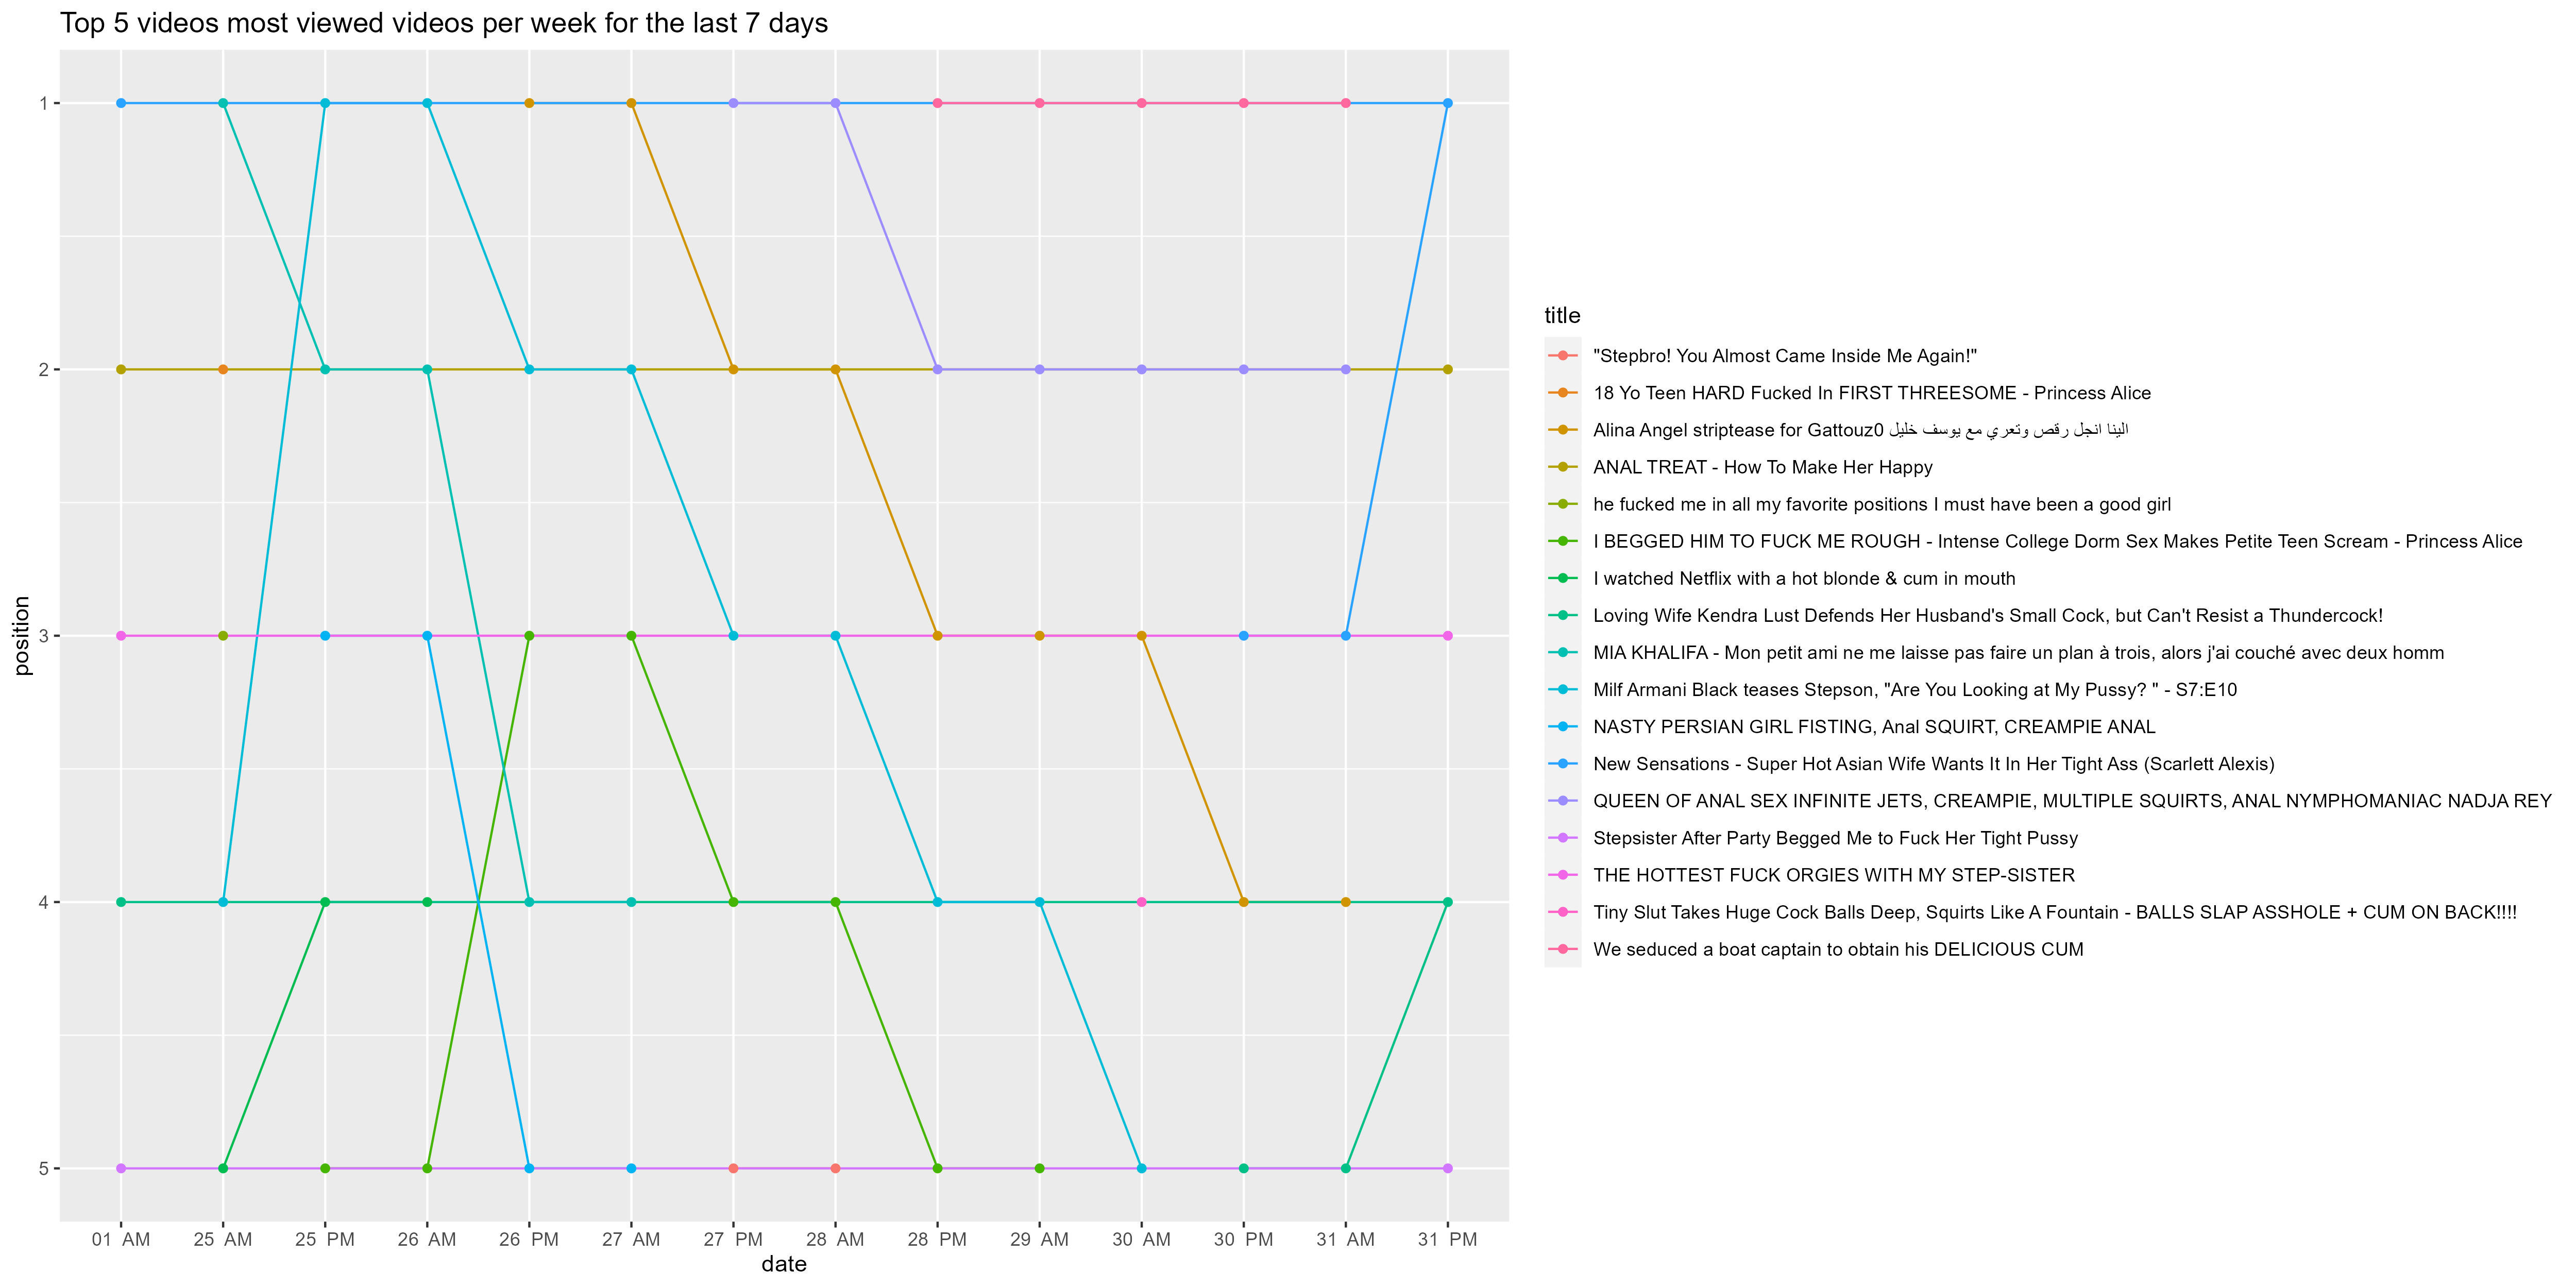 Top 5 videos most viewed videos per week for the last 7 days
position
1
2
3
4
5
01 AM 25 AM 25 PM 26 AM 26 PM 27 AM 27 PM 28 AM 28 PM 29 AM 30 AM 30 PM 31 AM 31 PM
date
title
"Stepbro! You Almost Came Inside Me Again!"
18 Yo Teen HARD Fucked In FIRST THREESOME - Princess Alice
Alina Angel striptease for Gattouz0 الينا انجل رقص وتعري مع يوسف خليل
ANAL TREAT - How To Make Her Happy
he fucked me in all my favorite positions I must have been a good girl
I BEGGED HIM TO FUCK ME ROUGH - Intense College Dorm Sex Makes Petite Teen Scream - Princess Alice
I watched Netflix with a hot blonde & cum in mouth
Loving Wife Kendra Lust Defends Her Husband's Small Cock, but Can't Resist a Thundercock!
MIA KHALIFA - Mon petit ami ne me laisse pas faire un plan à trois, alors j'ai couché avec deux homm
Milf Armani Black teases Stepson, "Are You Looking at My Pussy? " - S7:E10
NASTY PERSIAN GIRL FISTING, Anal SQUIRT, CREAMPIE ANAL
New Sensations - Super Hot Asian Wife Wants It In Her Tight Ass (Scarlett Alexis)
QUEEN OF ANAL SEX INFINITE JETS, CREAMPIE, MULTIPLE SQUIRTS, ANAL NYMPHOMANIAC NADJA REY
Stepsister After Party Begged Me to Fuck Her Tight Pussy
THE HOTTEST FUCK ORGIES WITH MY STEP-SISTER
Tiny Slut Takes Huge Cock Balls Deep, Squirts Like A Fountain - BALLS SLAP ASSHOLE + CUM ON BACK!!!!
We seduced a boat captain to obtain his DELICIOUS CUM